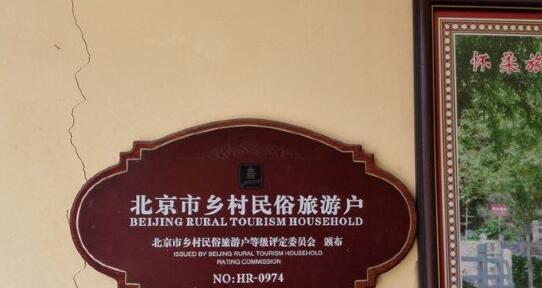 怀柔旅
北京市乡村民俗旅游户
BEIJING RURAL TOURISM HOUSEHOLD
北京市乡村民俗旅游户等级评定委员会 颁布
ISSUED BY BEIJING RURAL TOURISM HOUSEHOLD
RATING COMMISSION
NO:HR-0974